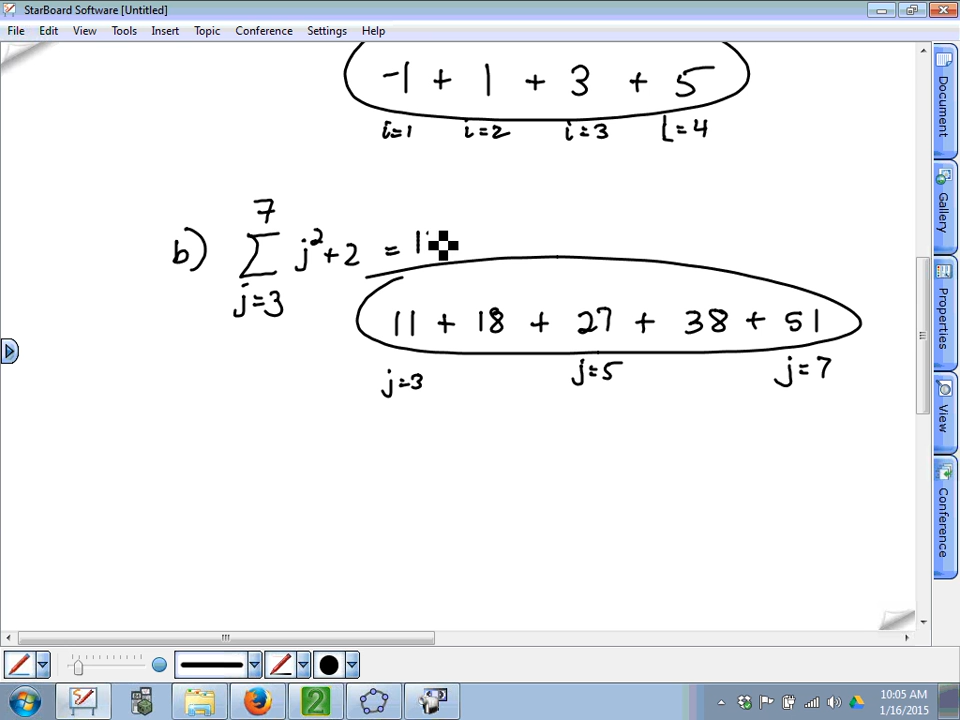 StarBoard Software [Untitled]
File Edit View Tools Insert Topic Conference Settings Help
-1 + 1 + 3 + 5
i=1 i=2 i=3 i=4
7
b) ∑ j²+2 =
j=3
11 + 18 + 27 + 38 + 51
j=3 j=5 j=7
Document
Gallery
Properties
View
Conference
10:05 AM
1/16/2015